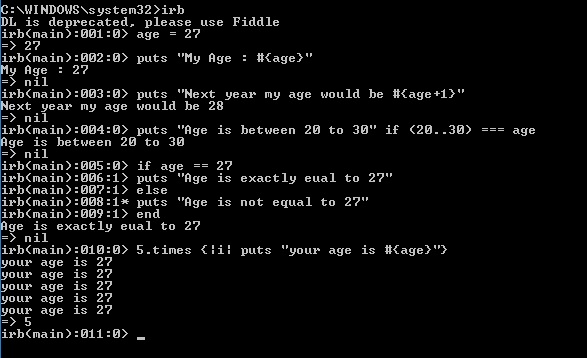 C:\WINDOWS\system32>irb
DL is deprecated, please use Fiddle
irb(main):001:0> age = 27
=> 27
irb(main):002:0> puts "My Age : #{age}"
My Age : 27
=> nil
irb(main):003:0> puts "Next year my age would be #{age+1}"
Next year my age would be 28
=> nil
irb(main):004:0> puts "Age is between 20 to 30" if (20..30) === age
Age is between 20 to 30
=> nil
irb(main):005:0> if age == 27
irb(main):006:1> puts "Age is exactly eual to 27"
irb(main):007:1> else
irb(main):008:1* puts "Age is not equal to 27"
irb(main):009:1> end
Age is exactly eual to 27
=> nil
irb(main):010:0> 5.times {|i| puts "your age is #{age}"}
your age is 27
your age is 27
your age is 27
your age is 27
your age is 27
=> 5
irb(main):011:0> _